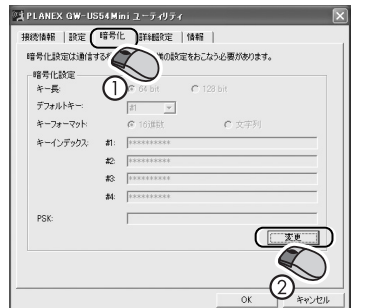 PLANEX GW-US54Mini ユーティリティ
接続情報 設定 暗号化 詳細設定 情報
暗号化設定は通信する 様の設定をおこなう必要があります。
暗号化設定
キー長: 64 bit 128 bit
デフォルトキー: #1
キーフォーマット: 16進数 文字列
キーインデックス: #1: **********
#2: **********
#3: **********
#4: **********
PSK:
変更
①
②
OK キャンセル